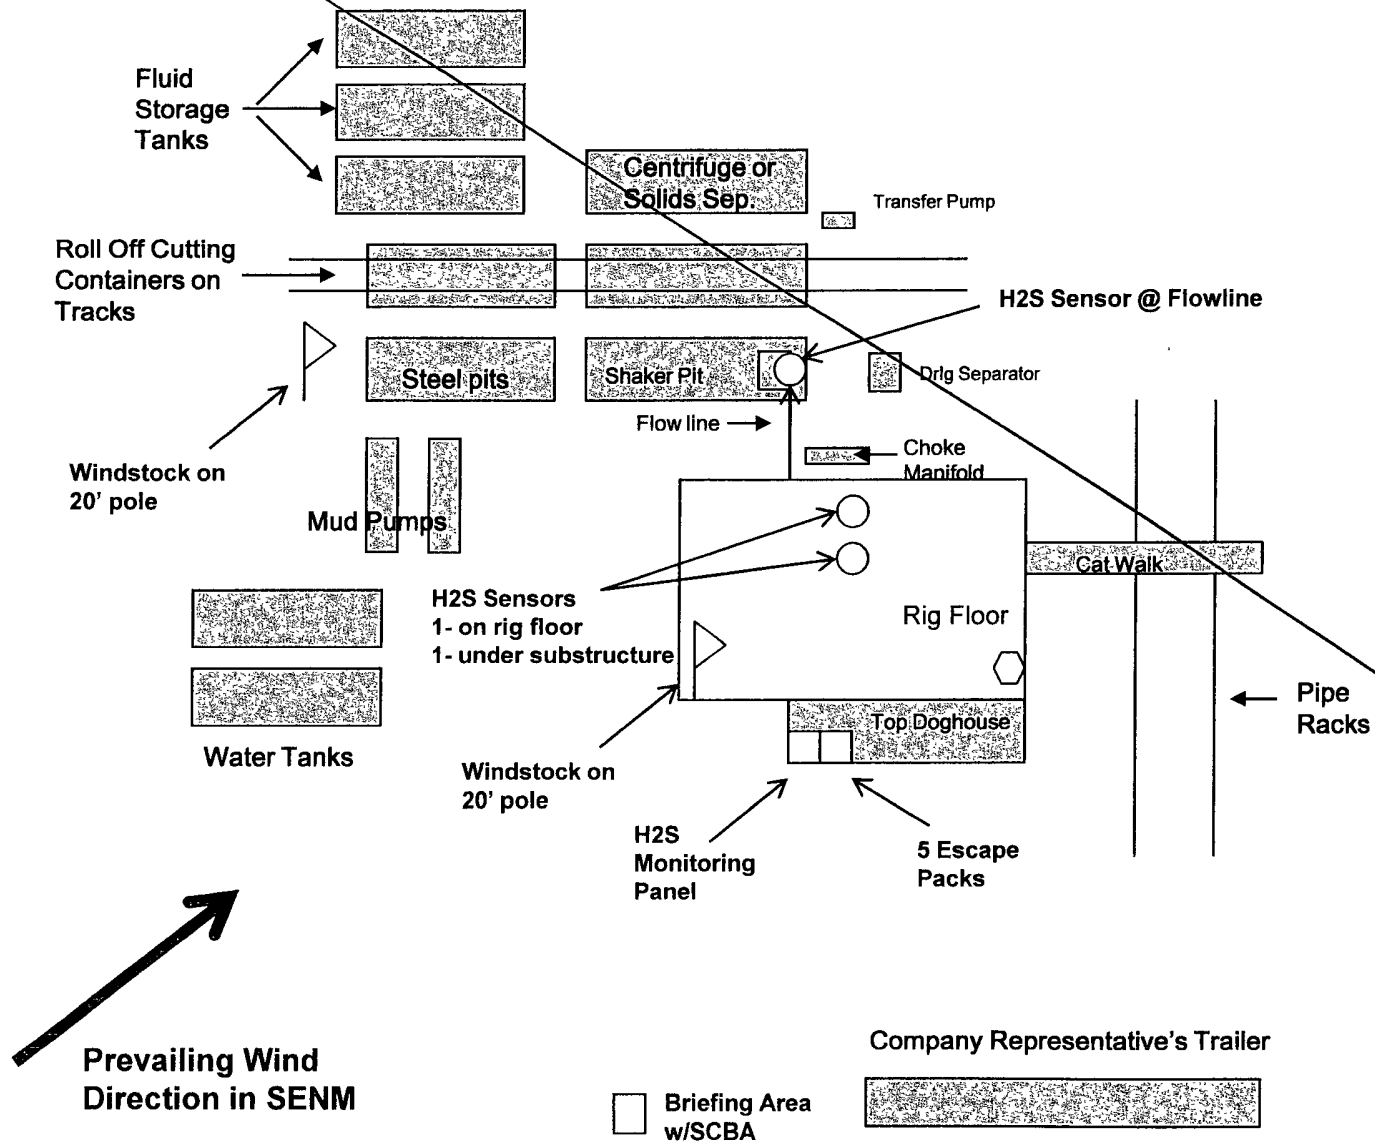 Fluid
Storage
Tanks
Centrifuge or
Solids Sep.
Transfer Pump
Roll Off Cutting
Containers on
Tracks
H2S Sensor @ Flowline
Steel pits
Shaker Pit
Drlg Separator
Flow line
Choke
Manifold
Windstock on
20' pole
Mud Pumps
Cat Walk
H2S Sensors
1- on rig floor
1- under substructure
Rig Floor
Pipe
Racks
Top Doghouse
Water Tanks
Windstock on
20' pole
H2S
Monitoring
Panel
5 Escape
Packs
Prevailing Wind
Direction in SENM
Company Representative's Trailer
Briefing Area
w/SCBA